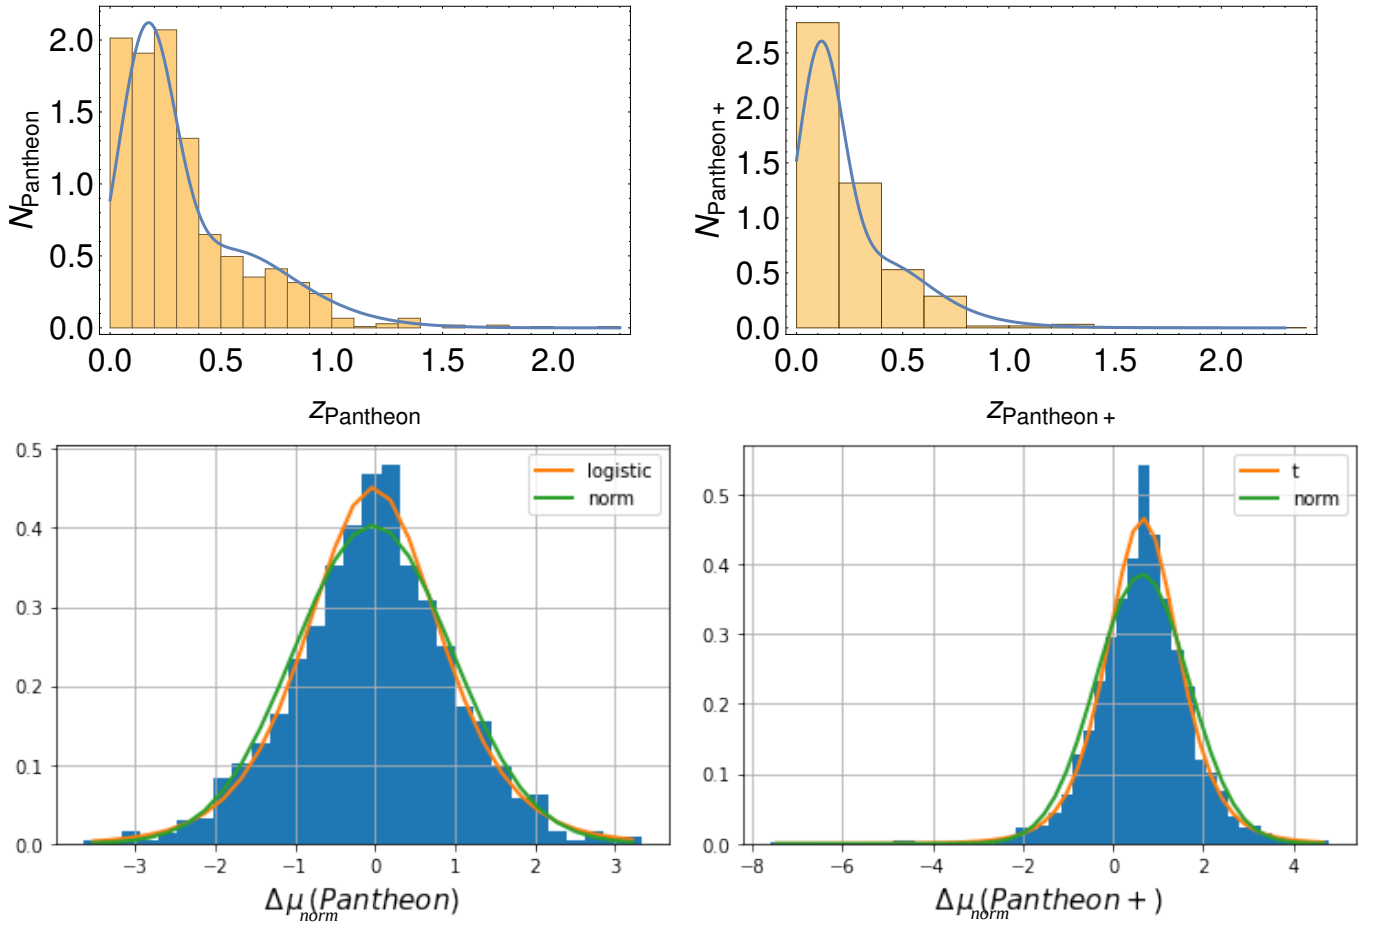 N_Pantheon
2.0
1.5
1.0
0.5
0.0
0.0 0.5 1.0 1.5 2.0
z_Pantheon
N_Pantheon+
2.5
2.0
1.5
1.0
0.5
0.0
0.0 0.5 1.0 1.5 2.0
z_Pantheon+
0.5
0.4
0.3
0.2
0.1
0.0
logistic
norm
−3 −2 −1 0 1 2 3
Δμ_norm(Pantheon)
0.5
0.4
0.3
0.2
0.1
0.0
t
norm
−8 −6 −4 −2 0 2 4
Δμ_norm(Pantheon+)